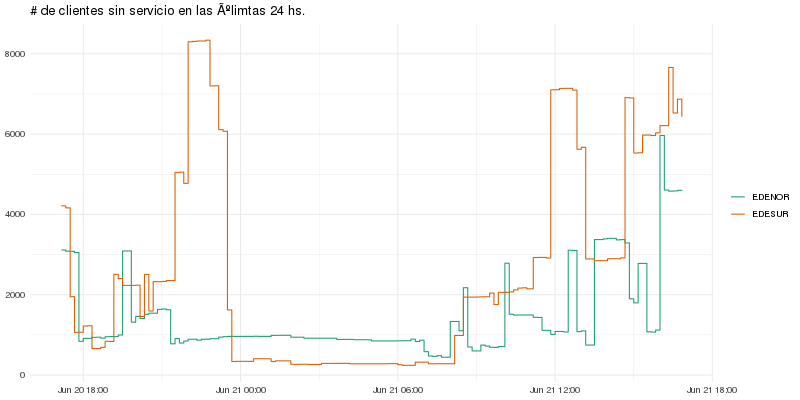 # de clientes sin servicio en las Ãºlimtas 24 hs.
8000
6000
4000
2000
0
Jun 20 18:00
Jun 21 00:00
Jun 21 06:00
Jun 21 12:00
Jun 21 18:00
EDENOR
EDESUR